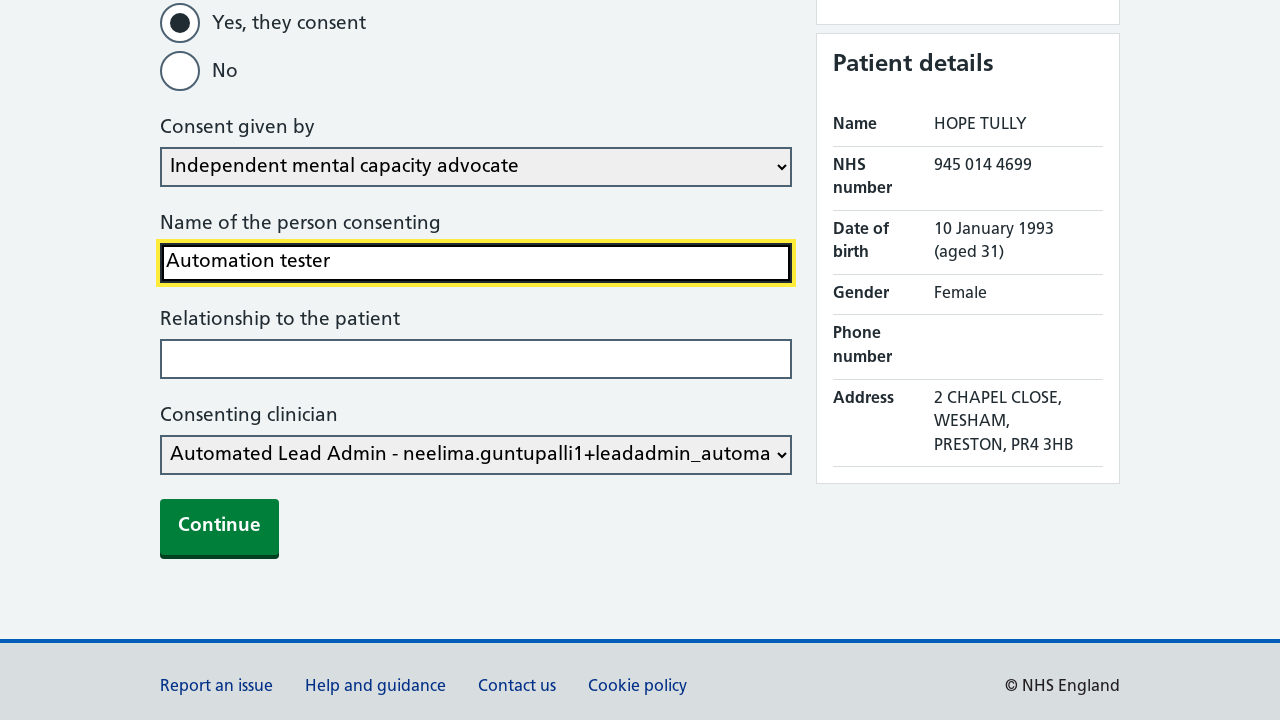 Yes, they consent
No
Consent given by
Independent mental capacity advocate
Name of the person consenting
Automation tester
Relationship to the patient
Consenting clinician
Automated Lead Admin - neelima.guntupalli1+leadadmin_automa
Continue
Patient details
Name HOPE TULLY
NHS number 945 014 4699
Date of birth 10 January 1993 (aged 31)
Gender Female
Phone number
Address 2 CHAPEL CLOSE,
WESHAM,
PRESTON, PR4 3HB
Report an issue Help and guidance Contact us Cookie policy © NHS England